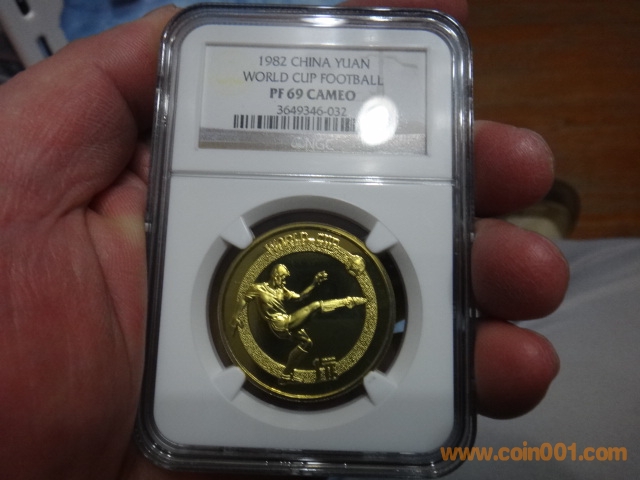 1982 CHINA YUAN
WORLD CUP FOOTBALL
PF 69 CAMEO
3649346-032
NGC
WORLD CUP
www.coin001.com